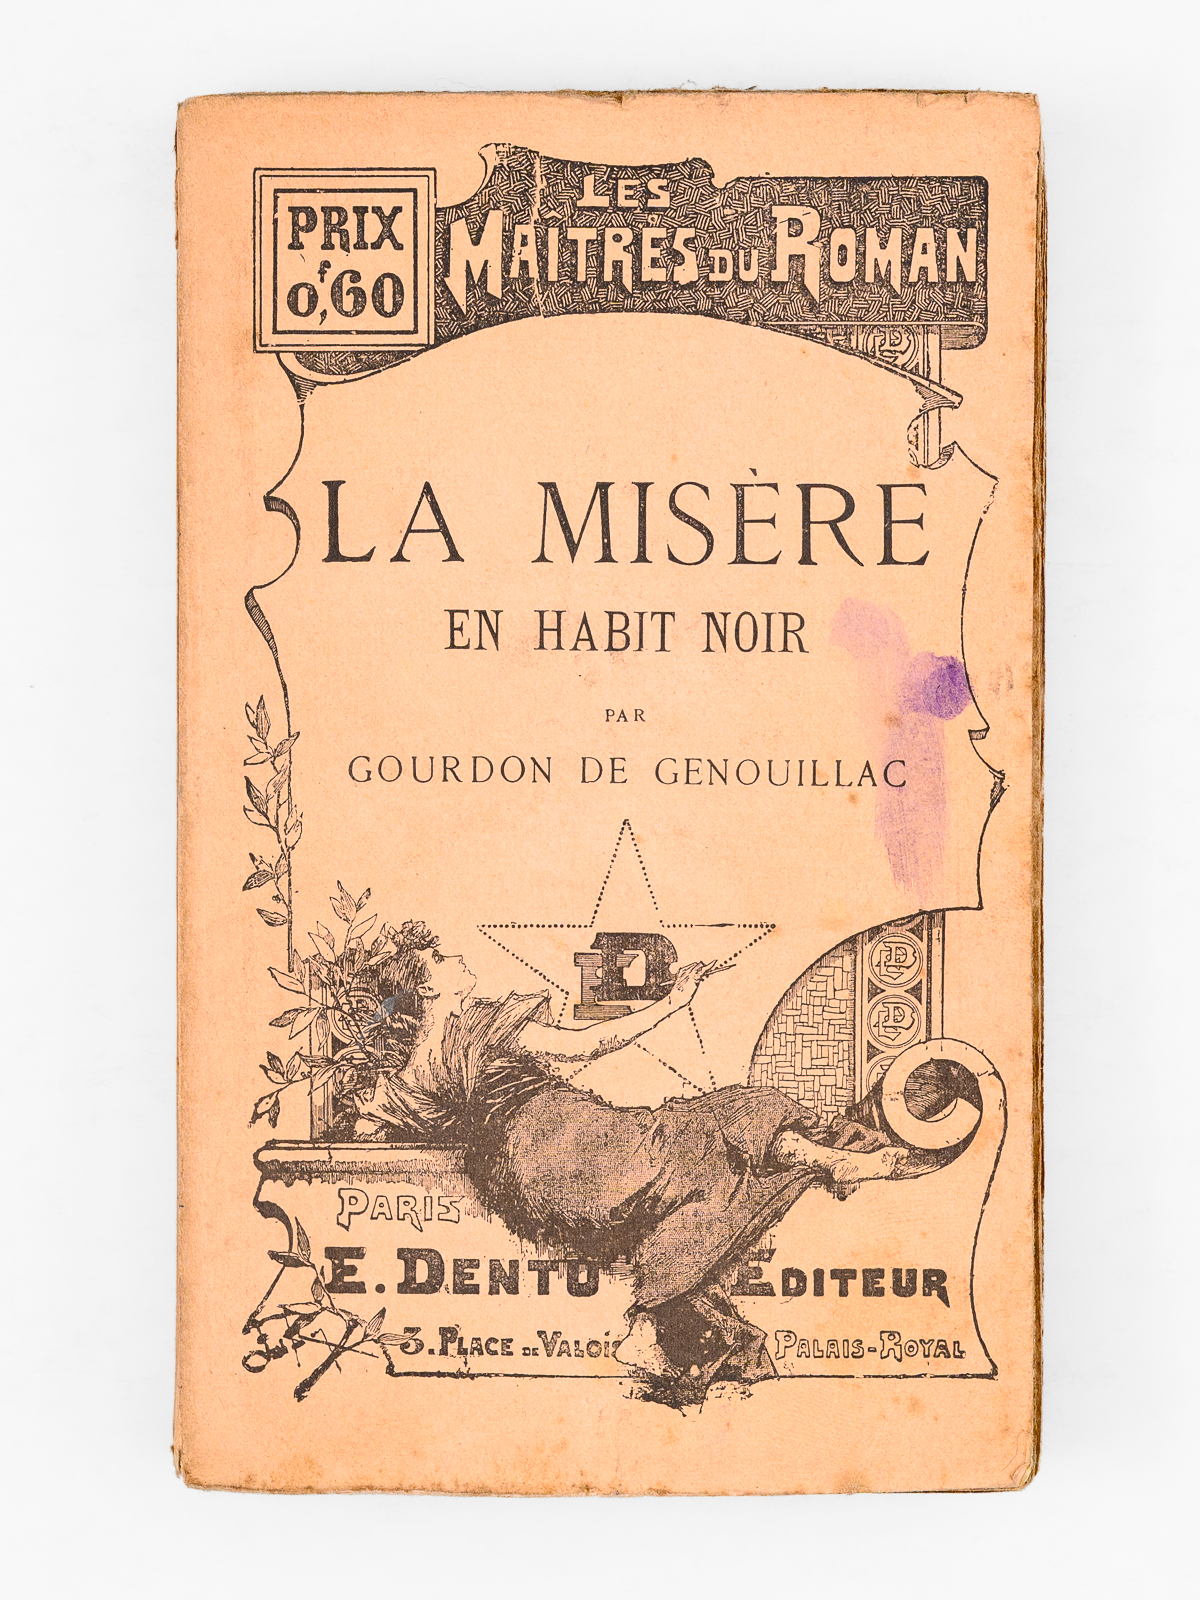 PRIX
0,60 f
LES
MAÎTRES DU ROMAN
LA MISÈRE
EN HABIT NOIR
PAR
GOURDON DE GENOUILLAC
PARIS
E. DENTU EDITEUR
3. PLACE DE VALOIS PALAIS-ROYAL